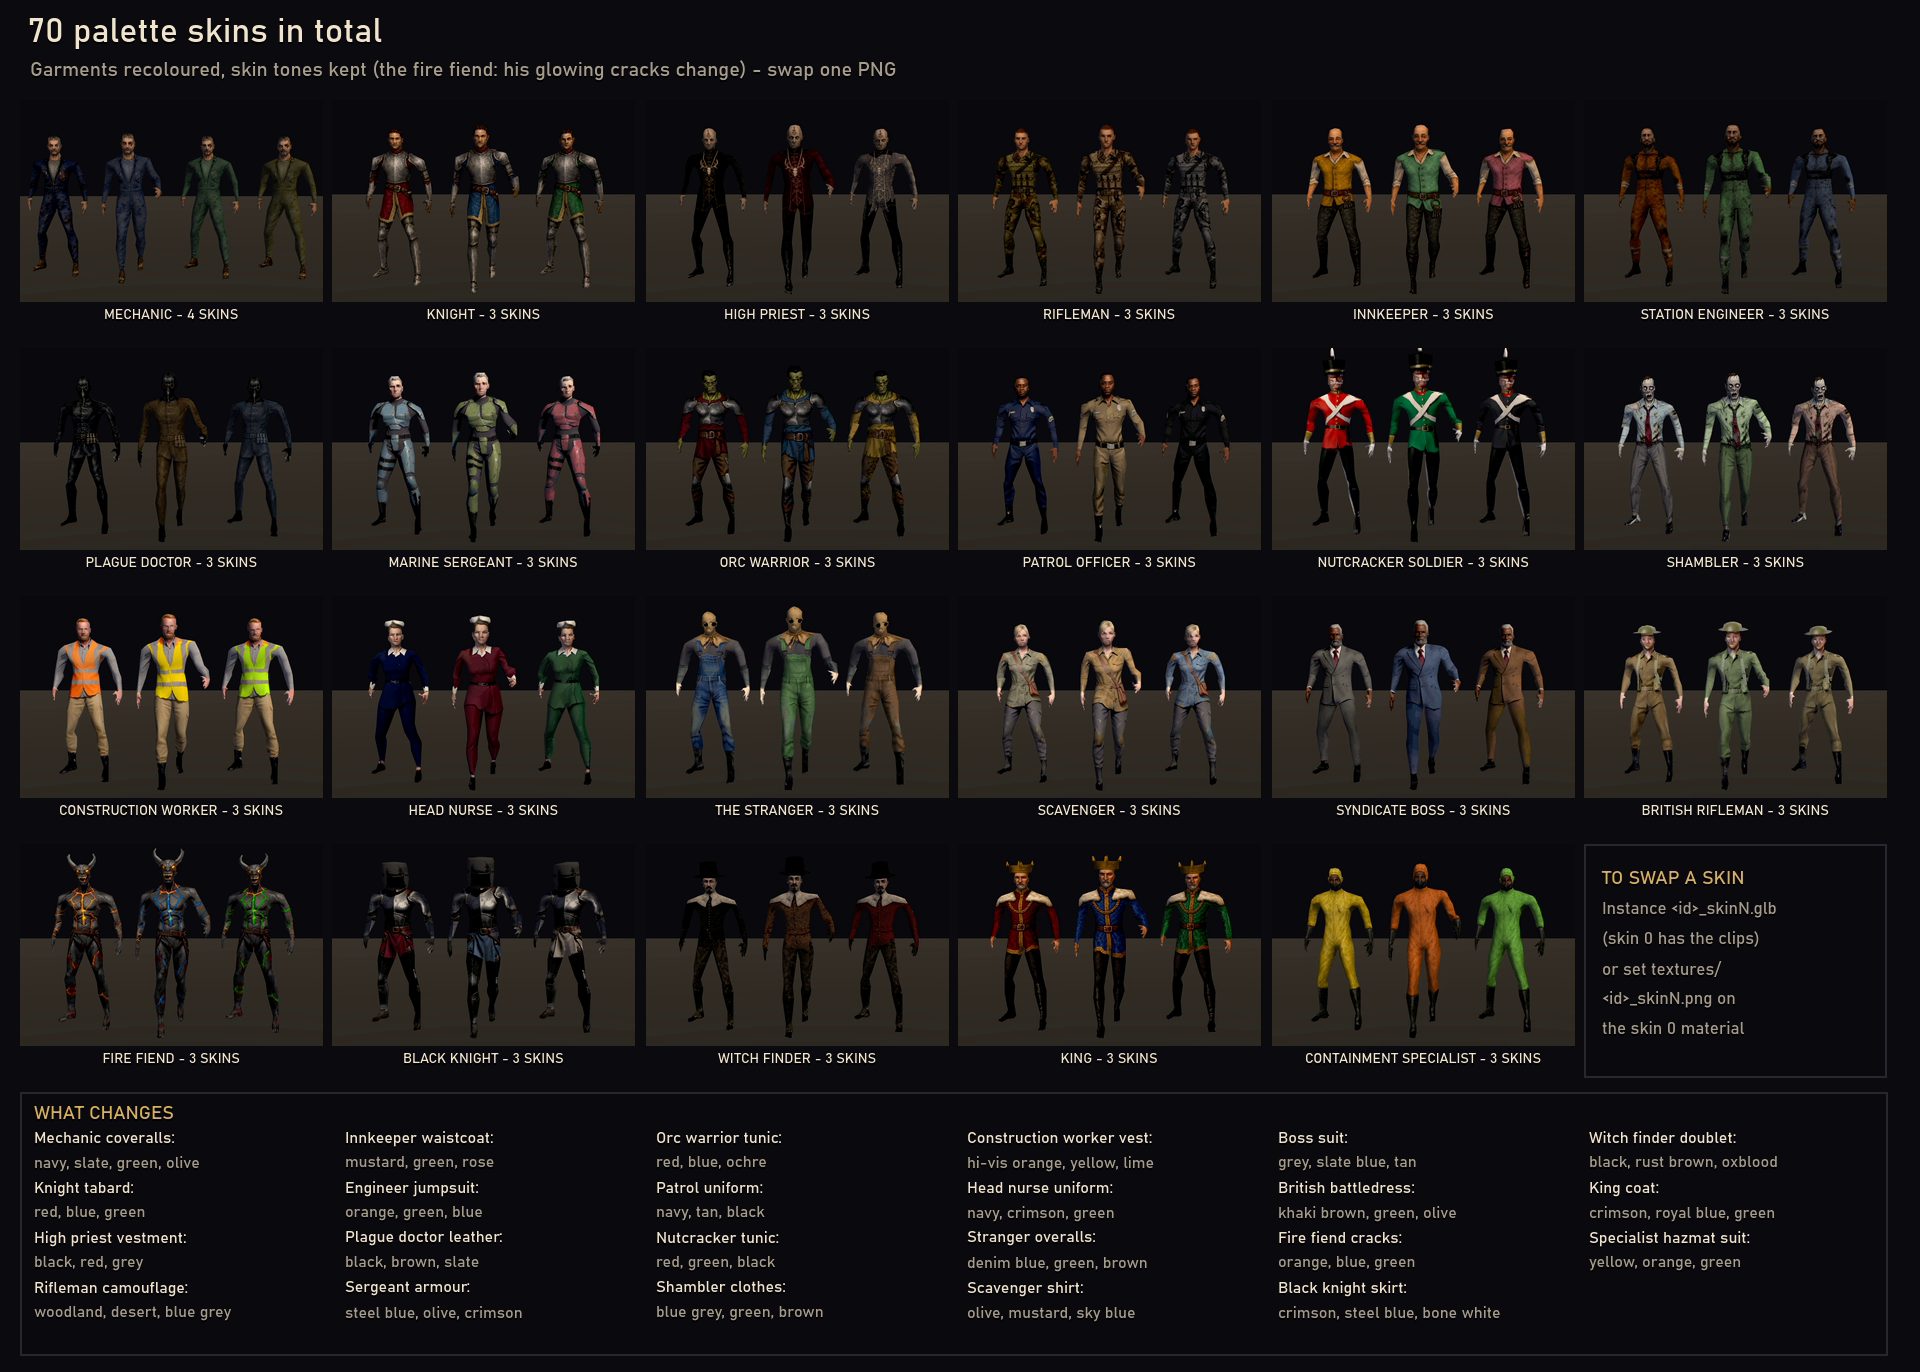 70 palette skins in total
Garments recoloured, skin tones kept (the fire fiend: his glowing cracks change) - swap one PNG
MECHANIC - 4 SKINS
KNIGHT - 3 SKINS
HIGH PRIEST - 3 SKINS
RIFLEMAN - 3 SKINS
INNKEEPER - 3 SKINS
STATION ENGINEER - 3 SKINS
PLAGUE DOCTOR - 3 SKINS
MARINE SERGEANT - 3 SKINS
ORC WARRIOR - 3 SKINS
PATROL OFFICER - 3 SKINS
NUTCRACKER SOLDIER - 3 SKINS
SHAMBLER - 3 SKINS
CONSTRUCTION WORKER - 3 SKINS
HEAD NURSE - 3 SKINS
THE STRANGER - 3 SKINS
SCAVENGER - 3 SKINS
SYNDICATE BOSS - 3 SKINS
BRITISH RIFLEMAN - 3 SKINS
FIRE FIEND - 3 SKINS
BLACK KNIGHT - 3 SKINS
WITCH FINDER - 3 SKINS
KING - 3 SKINS
CONTAINMENT SPECIALIST - 3 SKINS
TO SWAP A SKIN
Instance <id>_skinN.glb
(skin 0 has the clips)
or set textures/
<id>_skinN.png on
the skin 0 material
WHAT CHANGES
Mechanic coveralls:
navy, slate, green, olive
Knight tabard:
red, blue, green
High priest vestment:
black, red, grey
Rifleman camouflage:
woodland, desert, blue grey
Innkeeper waistcoat:
mustard, green, rose
Engineer jumpsuit:
orange, green, blue
Plague doctor leather:
black, brown, slate
Sergeant armour:
steel blue, olive, crimson
Orc warrior tunic:
red, blue, ochre
Patrol uniform:
navy, tan, black
Nutcracker tunic:
red, green, black
Shambler clothes:
blue grey, green, brown
Construction worker vest:
hi-vis orange, yellow, lime
Head nurse uniform:
navy, crimson, green
Stranger overalls:
denim blue, green, brown
Scavenger shirt:
olive, mustard, sky blue
Boss suit:
grey, slate blue, tan
British battledress:
khaki brown, green, olive
Fire fiend cracks:
orange, blue, green
Black knight skirt:
crimson, steel blue, bone white
Witch finder doublet:
black, rust brown, oxblood
King coat:
crimson, royal blue, green
Specialist hazmat suit:
yellow, orange, green